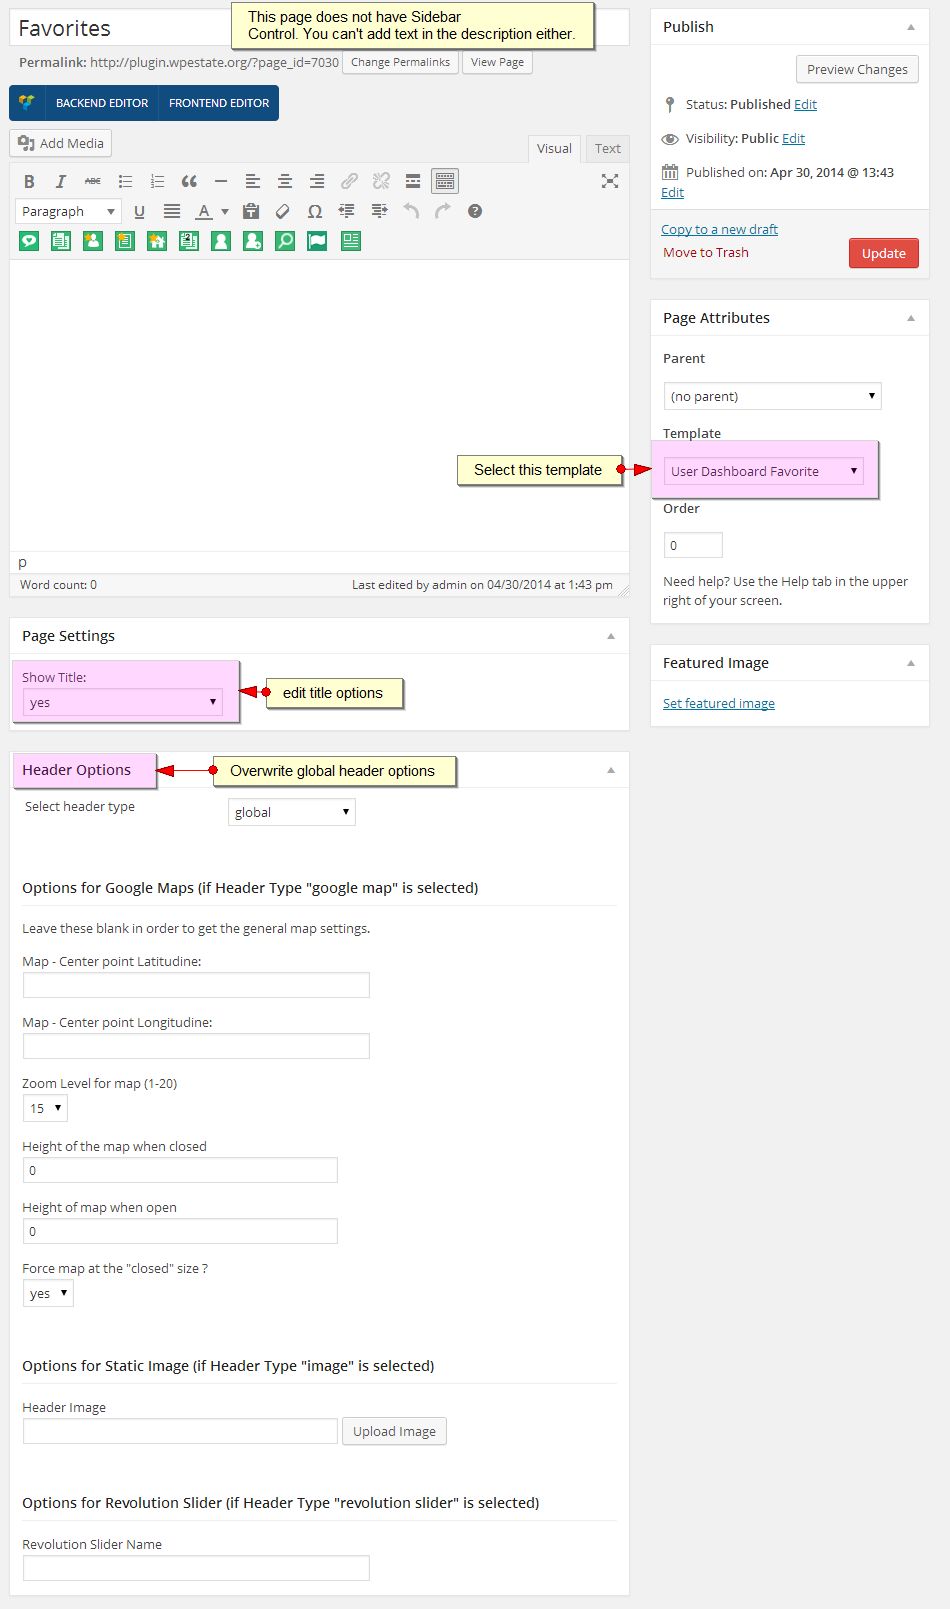 Favorites
This page does not have Sidebar
Control. You can't add text in the description either.
Permalink: http://plugin.wpestate.org/?page_id=7030 Change Permalinks View Page
BACKEND EDITOR FRONTEND EDITOR
Add Media
Visual Text
B I ABC
Paragraph U A Ω ?
p
Word count: 0 Last edited by admin on 04/30/2014 at 1:43 pm
Page Settings
Show Title:
yes
edit title options
Header Options
Overwrite global header options
Select header type global
Options for Google Maps (if Header Type "google map" is selected)
Leave these blank in order to get the general map settings.
Map - Center point Latitudine:
Map - Center point Longitudine:
Zoom Level for map (1-20)
15
Height of the map when closed
0
Height of map when open
0
Force map at the "closed" size ?
yes
Options for Static Image (if Header Type "image" is selected)
Header Image
Upload Image
Options for Revolution Slider (if Header Type "revolution slider" is selected)
Revolution Slider Name
Publish
Preview Changes
Status: Published Edit
Visibility: Public Edit
Published on: Apr 30, 2014 @ 13:43
Edit
Copy to a new draft
Move to Trash
Update
Page Attributes
Parent
(no parent)
Template
Select this template
User Dashboard Favorite
Order
0
Need help? Use the Help tab in the upper
right of your screen.
Featured Image
Set featured image